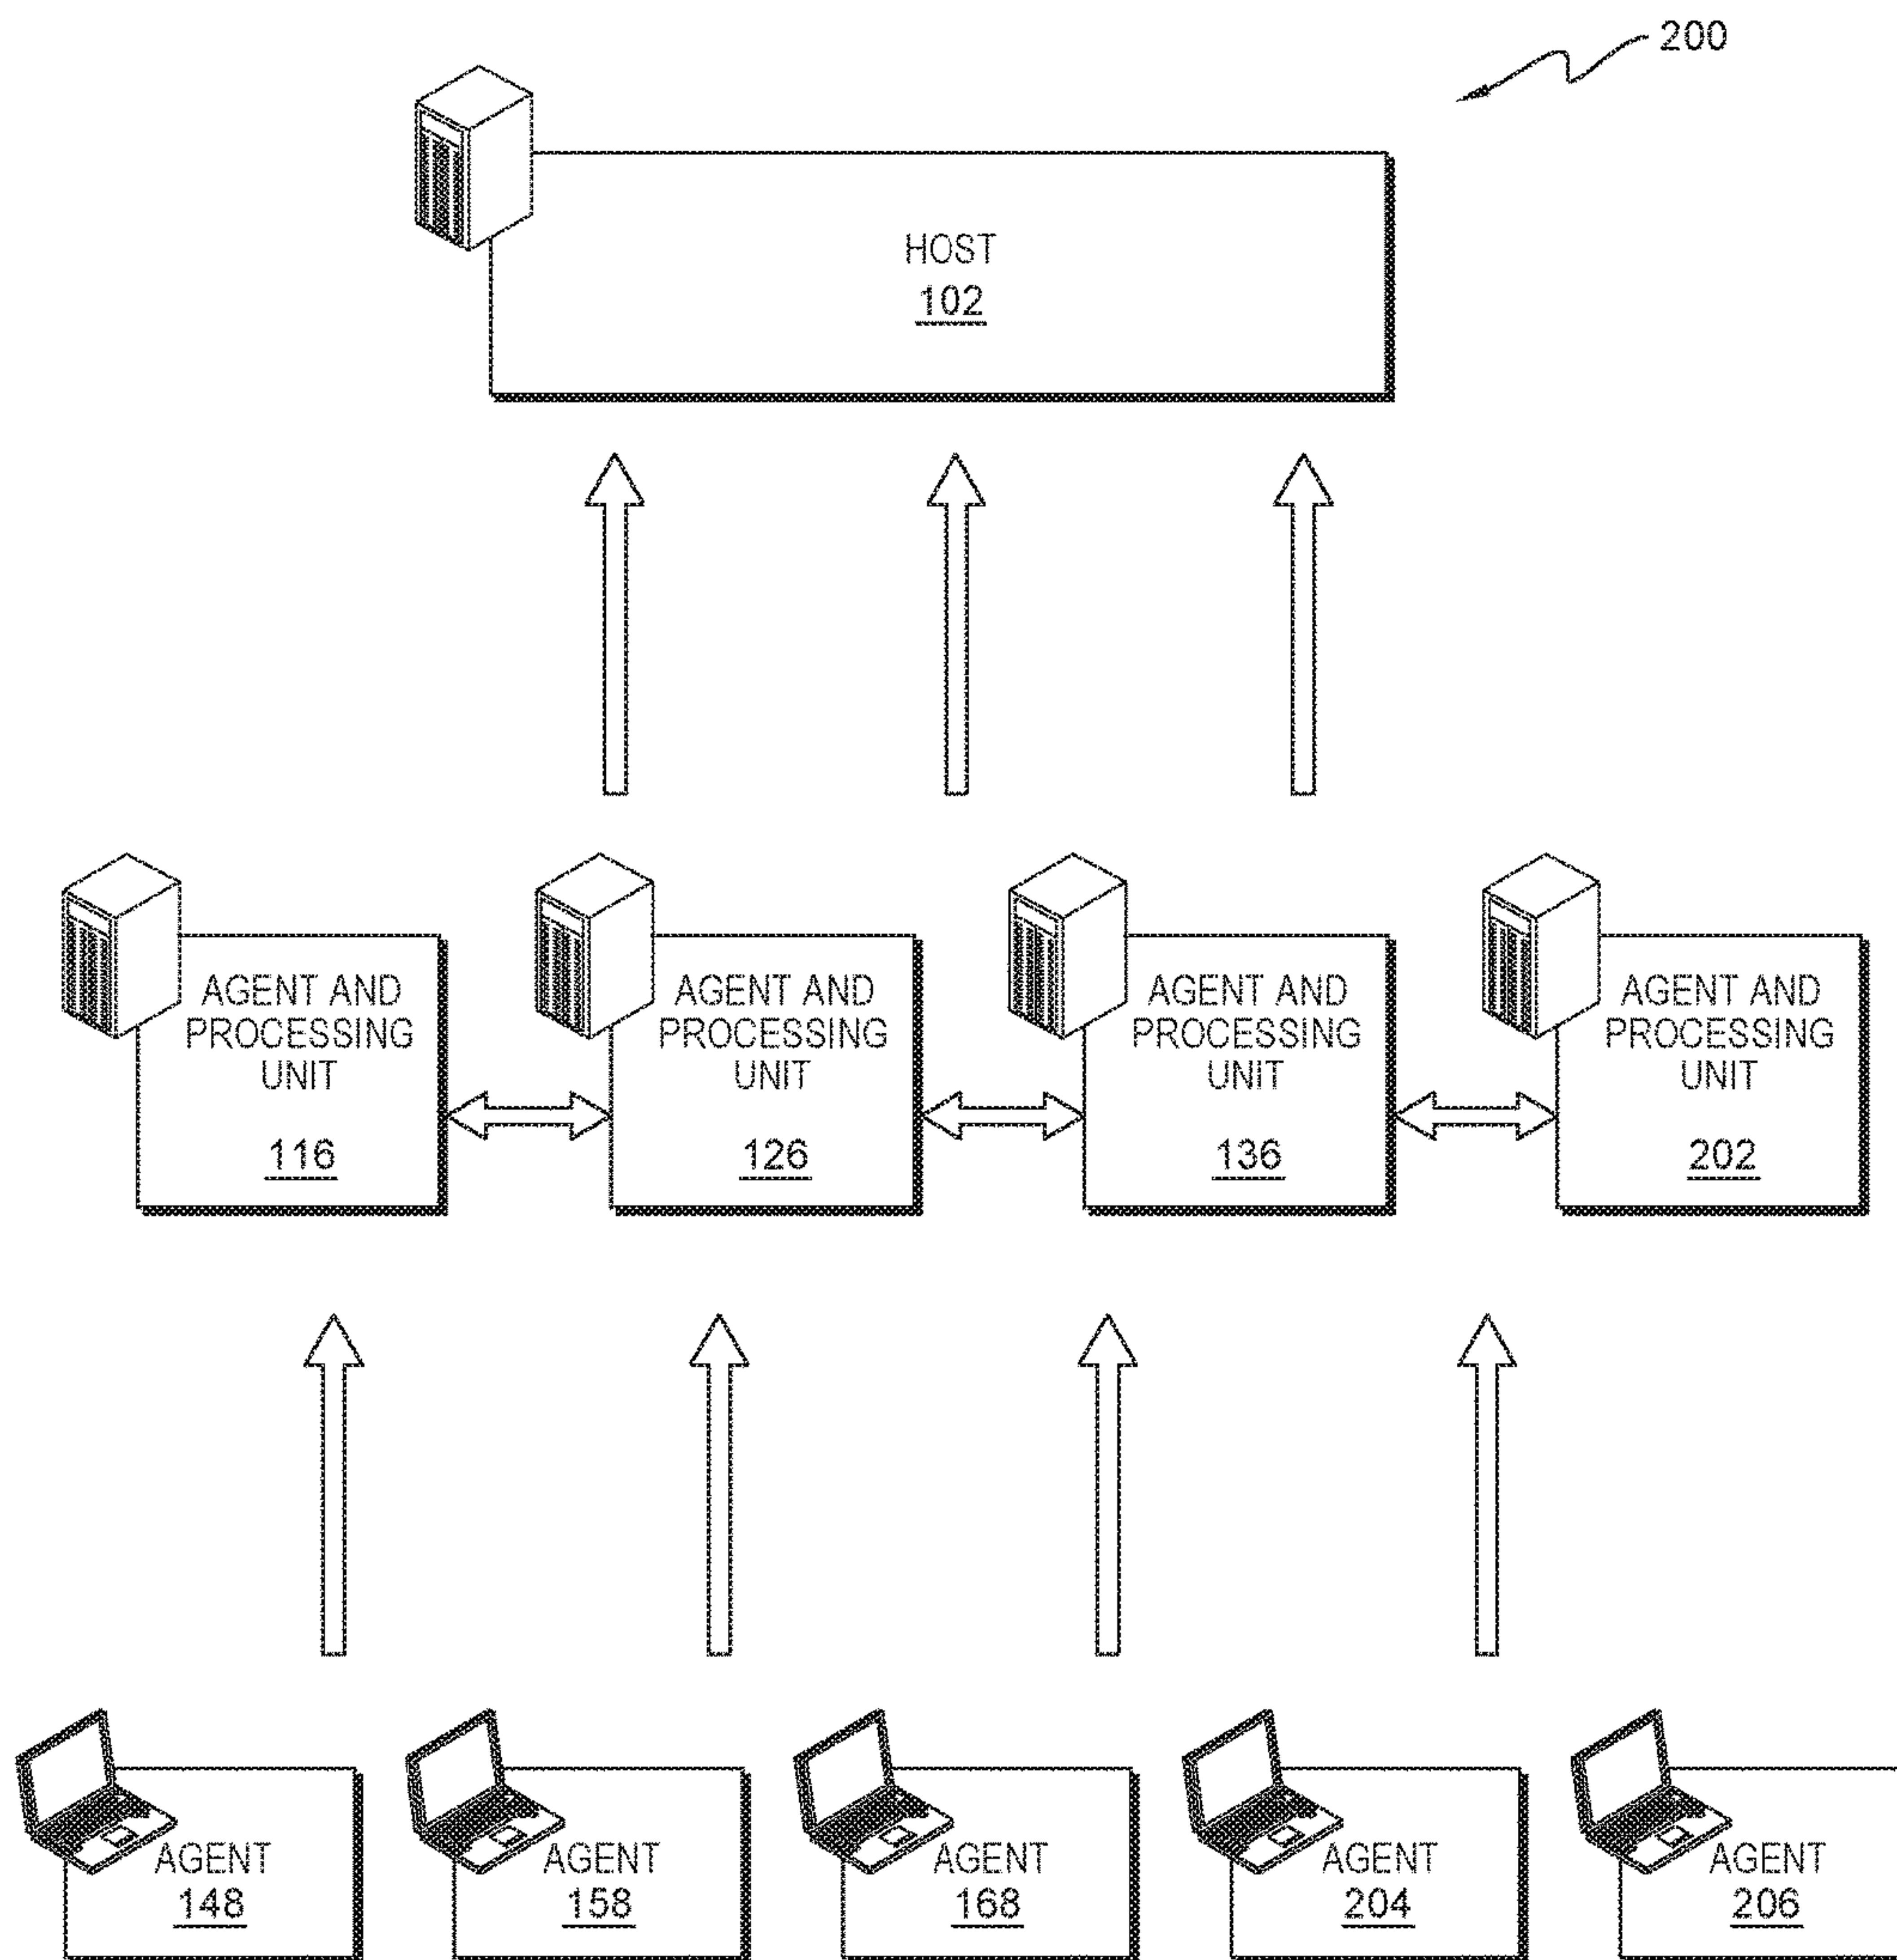 200
HOST
102
AGENT AND
PROCESSING
UNIT
116
AGENT AND
PROCESSING
UNIT
126
AGENT AND
PROCESSING
UNIT
136
AGENT AND
PROCESSING
UNIT
202
AGENT
148
AGENT
158
AGENT
168
AGENT
204
AGENT
206